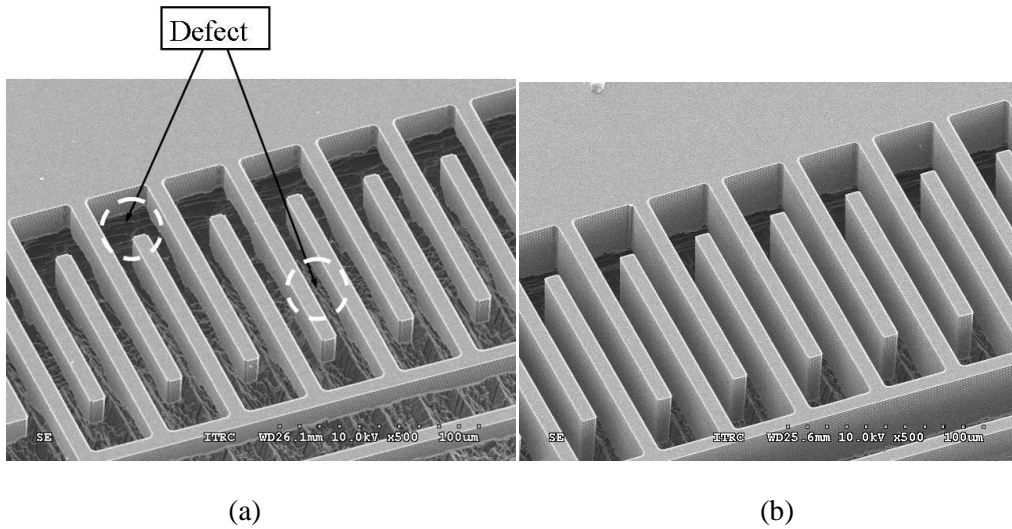 Defect
SE ITRC WD26.1mm 10.0kV x500 100um
SE ITRC WD25.6mm 10.0kV x500 100um
(a) (b)